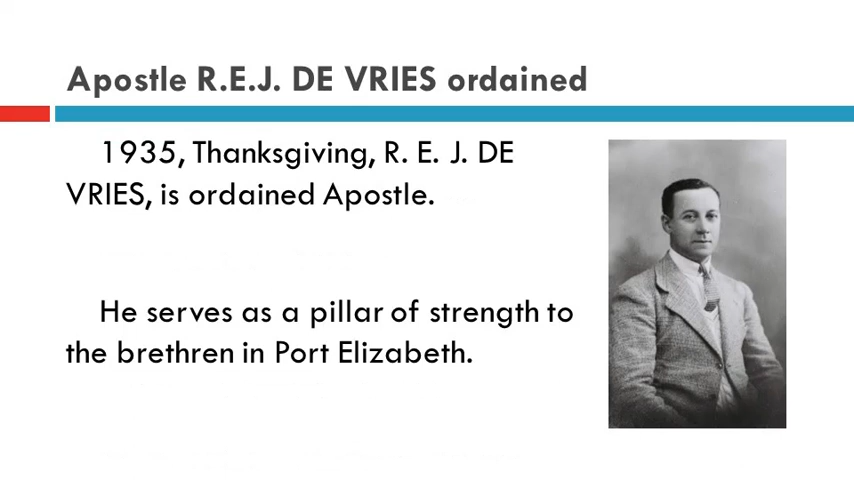 Apostle R.E.J. DE VRIES ordained
1935, Thanksgiving, R. E. J. DE
VRIES, is ordained Apostle.
He serves as a pillar of strength to
the brethren in Port Elizabeth.